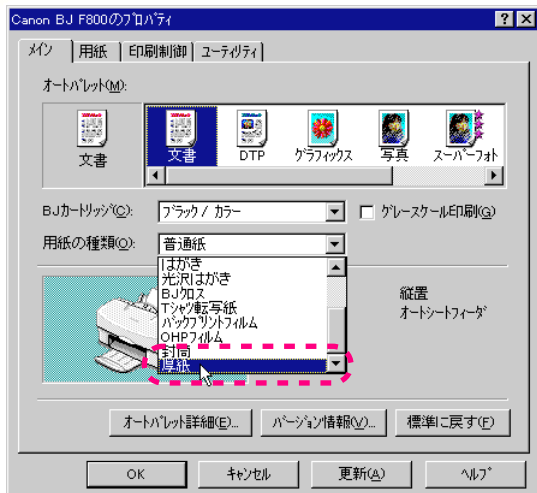 Canon BJ F800のﾌﾟﾛﾊﾟﾃｨ
ﾒｲﾝ 用紙 印刷制御 ﾕｰﾃｨﾘﾃｨ
ｵｰﾄﾊﾟﾚｯﾄ(M):
文書 文書 DTP ｸﾞﾗﾌｨｯｸｽ 写真 ｽｰﾊﾟｰﾌｫﾄ
BJｶｰﾄﾘｯｼﾞ(C): ﾌﾞﾗｯｸ / ｶﾗｰ ｸﾞﾚｰｽｹｰﾙ印刷(G)
用紙の種類(O): 普通紙
はがき
光沢はがき
BJｸﾛｽ
Tｼｬﾂ転写紙
ﾊﾞｯｸﾌﾟﾘﾝﾄﾌｨﾙﾑ
OHPﾌｨﾙﾑ
封筒
厚紙
縦置
ｵｰﾄｼｰﾄﾌｨｰﾀﾞ
ｵｰﾄﾊﾟﾚｯﾄ詳細(E)... ﾊﾞｰｼﾞｮﾝ情報(V)... 標準に戻す(F)
OK ｷｬﾝｾﾙ 更新(A) ﾍﾙﾌﾟ